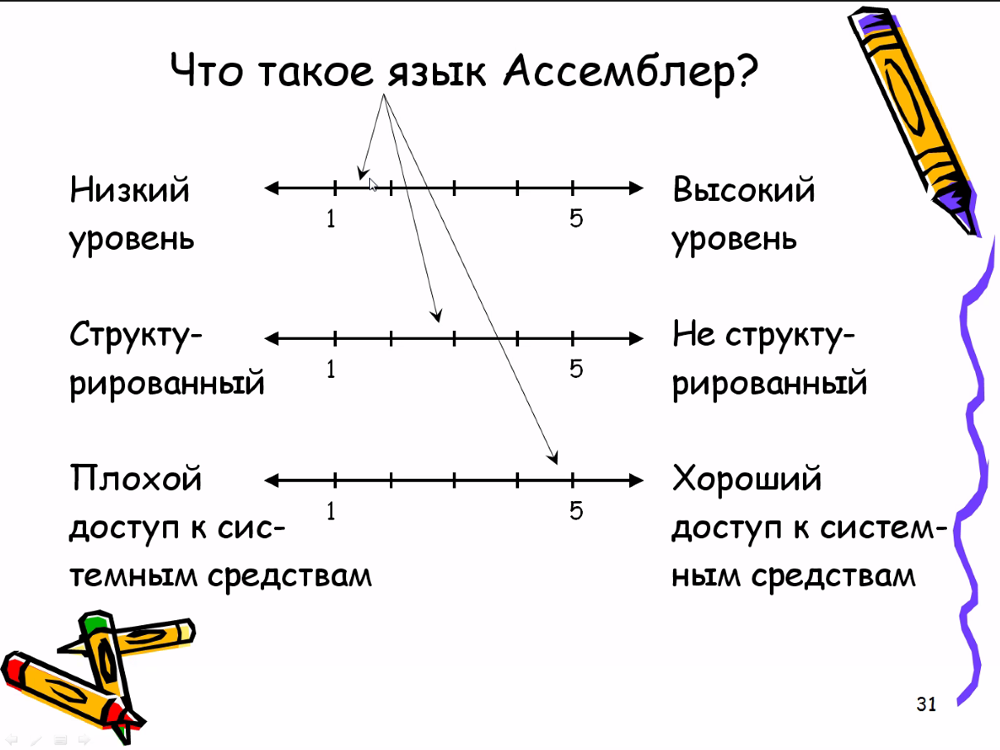 Что такое язык Ассемблер?
Низкий
уровень
1
5
Высокий
уровень
Структу-
рированный
1
5
Не структу-
рированный
Плохой
доступ к сис-
темным средствам
1
5
Хороший
доступ к систем-
ным средствам
31